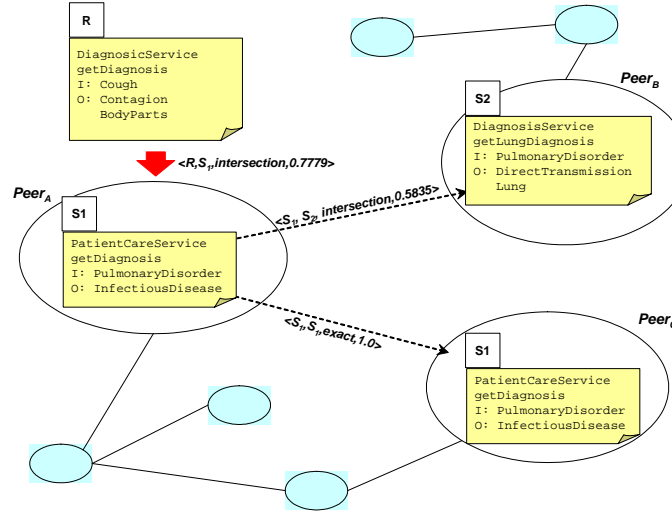 R
DiagnosicService
getDiagnosis
I: Cough
O: Contagion
BodyParts
<R,S1,intersection,0.7779>
PeerA
S1
PatientCareService
getDiagnosis
I: PulmonaryDisorder
O: InfectiousDisease
<S1, S2, intersection,0.5835>
PeerB
S2
DiagnosisService
getLungDiagnosis
I: PulmonaryDisorder
O: DirectTransmission
Lung
<S1,S1,exact,1.0>
Peer
S1
PatientCareService
getDiagnosis
I: PulmonaryDisorder
O: InfectiousDisease